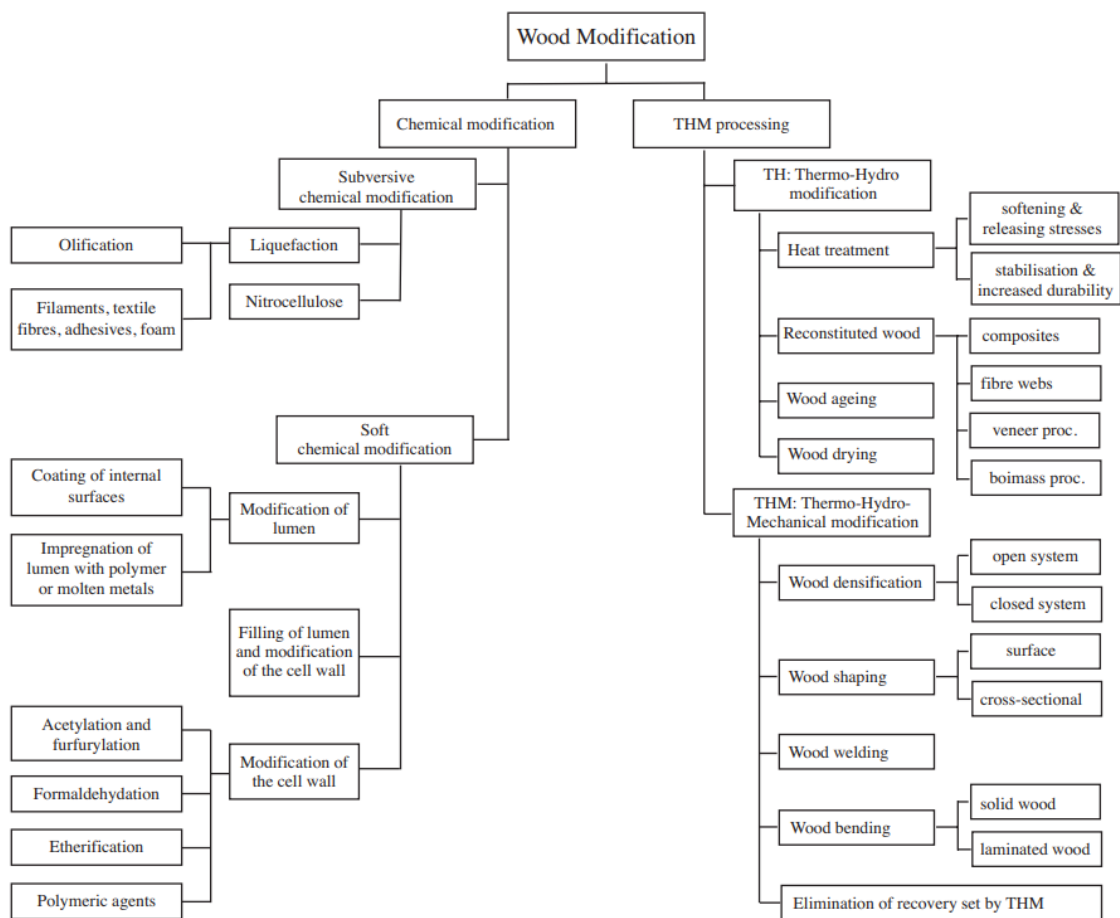 Wood Modification
Chemical modification
THM processing
Subversive
chemical modification
Olification
Liquefaction
Filaments, textile
fibres, adhesives, foam
Nitrocellulose
Soft
chemical modification
Coating of internal
surfaces
Modification of
lumen
Impregnation of
lumen with polymer
or molten metals
Filling of lumen
and modification
of the cell wall
Acetylation and
furfurylation
Modification of
the cell wall
Formaldehydation
Etherification
Polymeric agents
TH: Thermo-Hydro
modification
Heat treatment
softening &
releasing stresses
stabilisation &
increased durability
Reconstituted wood
composites
fibre webs
veneer proc.
boimass proc.
Wood ageing
Wood drying
THM: Thermo-Hydro-
Mechanical modification
Wood densification
open system
closed system
Wood shaping
surface
cross-sectional
Wood welding
Wood bending
solid wood
laminated wood
Elimination of recovery set by THM